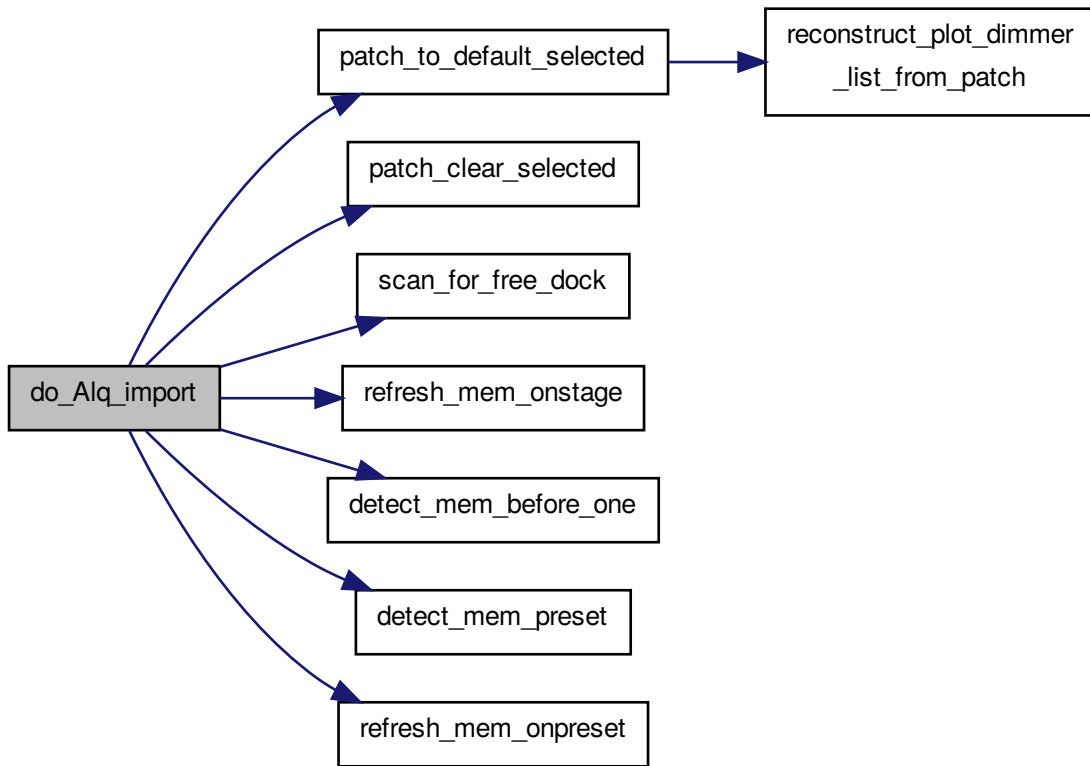 reconstruct_plot_dimmer
_list_from_patch
patch_to_default_selected
patch_clear_selected
scan_for_free_dock
do_Alq_import
refresh_mem_onstage
detect_mem_before_one
detect_mem_preset
refresh_mem_onpreset